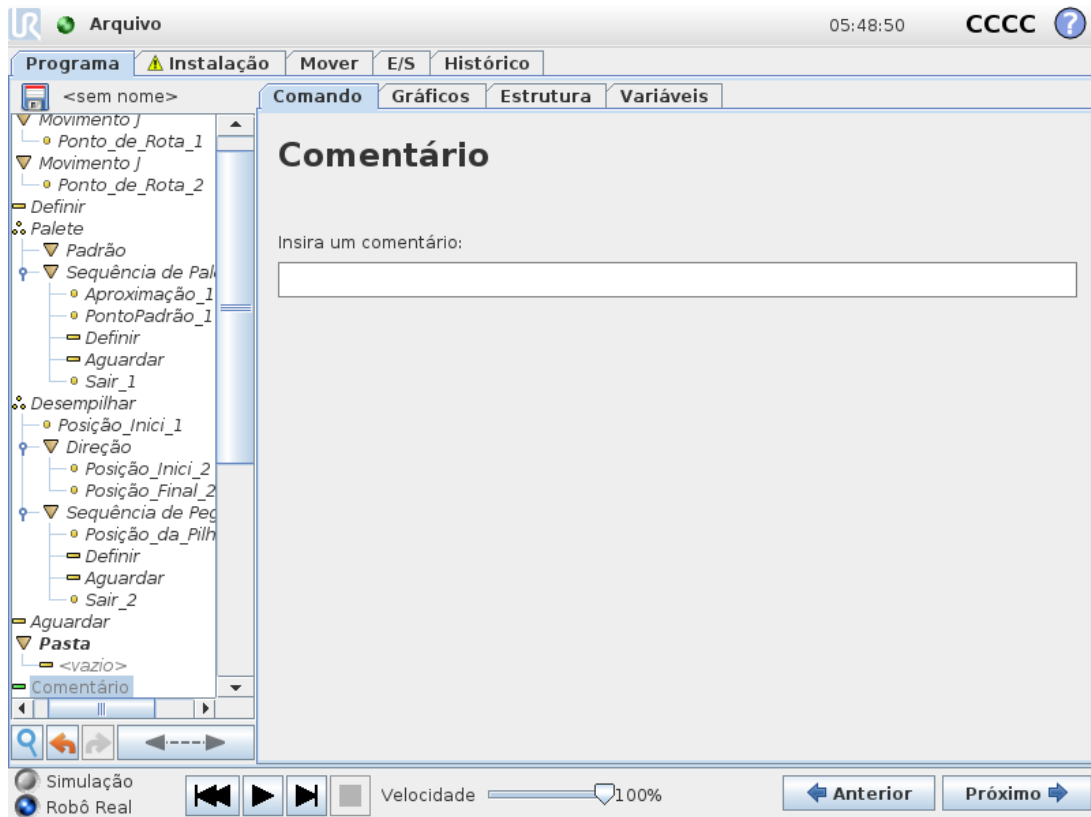 UR Arquivo 05:48:50 CCCC ?
Programa Instalação Mover E/S Histórico
<sem nome> Comando Gráficos Estrutura Variáveis
Movimento J
Ponto_de_Rota_1
Movimento J
Ponto_de_Rota_2
Definir
Palete
Padrão
Sequência de Pal
Aproximação_1
PontoPadrão_1
Definir
Aguardar
Sair_1
Desempilhar
Posição_Inici_1
Direção
Posição_Inici_2
Posição_Final_2
Sequência de Peg
Posição_da_Pilh
Definir
Aguardar
Sair_2
Aguardar
Pasta
<vazio>
Comentário
Comentário
Insira um comentário:
Simulação
Robô Real
Velocidade 100%
Anterior Próximo